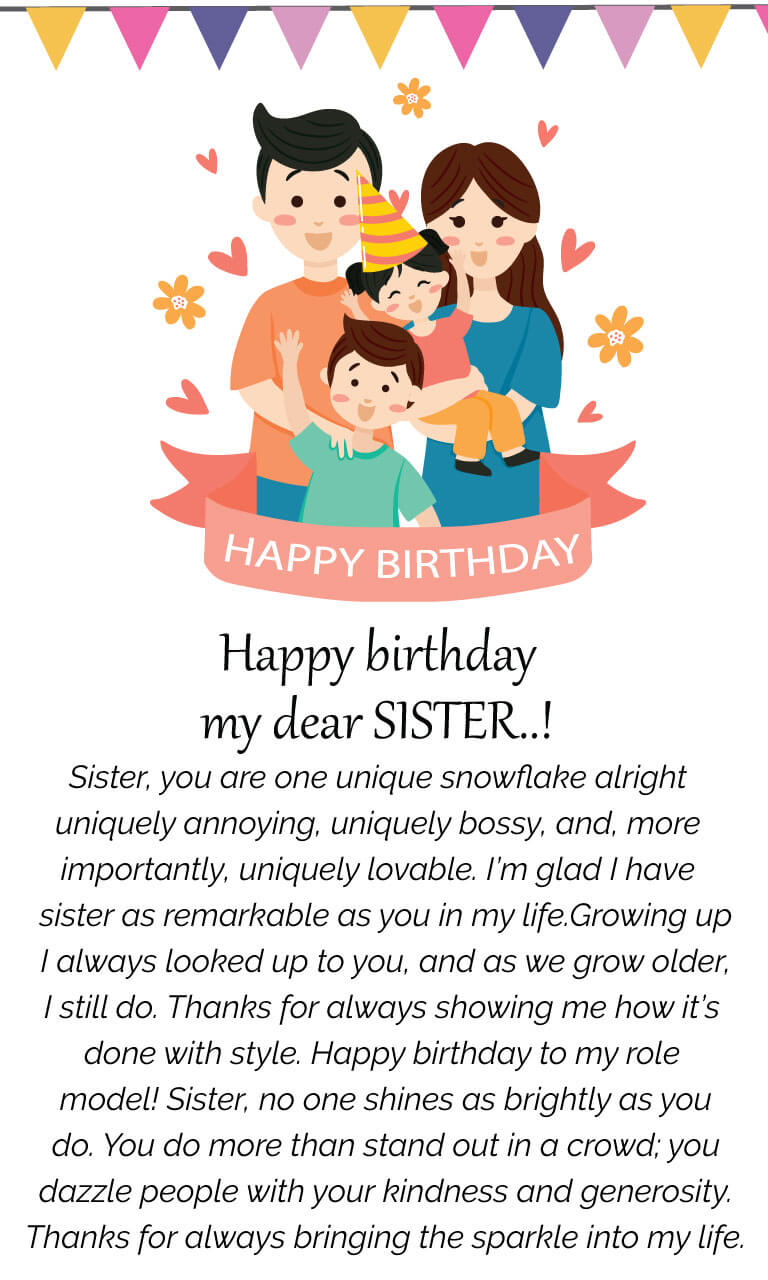 HAPPY BIRTHDAY
Happy birthday
my dear SISTER..!
Sister, you are one unique snowflake alright
uniquely annoying, uniquely bossy, and, more
importantly, uniquely lovable. I’m glad I have
sister as remarkable as you in my life.Growing up
I always looked up to you, and as we grow older,
I still do. Thanks for always showing me how it’s
done with style. Happy birthday to my role
model! Sister, no one shines as brightly as you
do. You do more than stand out in a crowd; you
dazzle people with your kindness and generosity.
Thanks for always bringing the sparkle into my life.